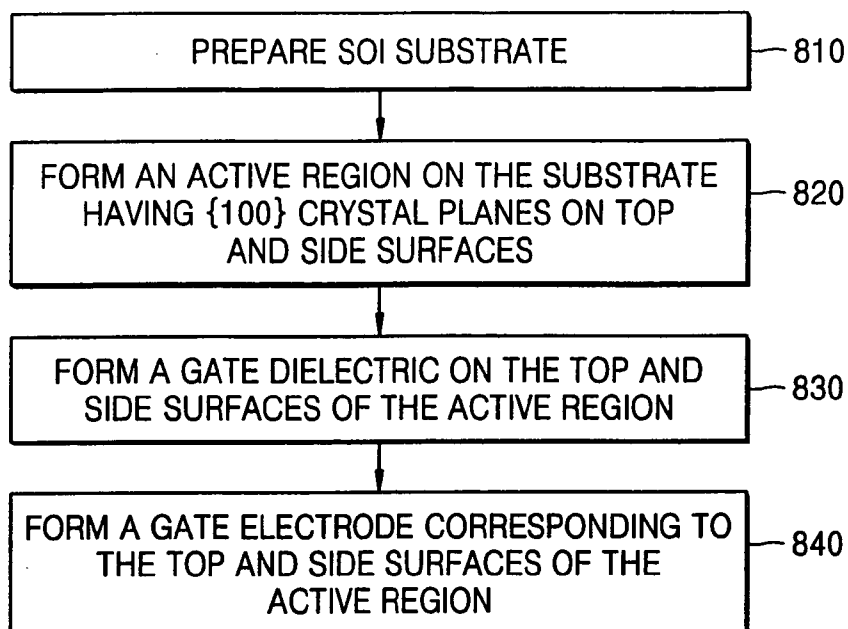 PREPARE SOI SUBSTRATE
810
FORM AN ACTIVE REGION ON THE SUBSTRATE
HAVING {100} CRYSTAL PLANES ON TOP
AND SIDE SURFACES
820
FORM A GATE DIELECTRIC ON THE TOP AND
SIDE SURFACES OF THE ACTIVE REGION
830
FORM A GATE ELECTRODE CORRESPONDING TO
THE TOP AND SIDE SURFACES OF THE
ACTIVE REGION
840